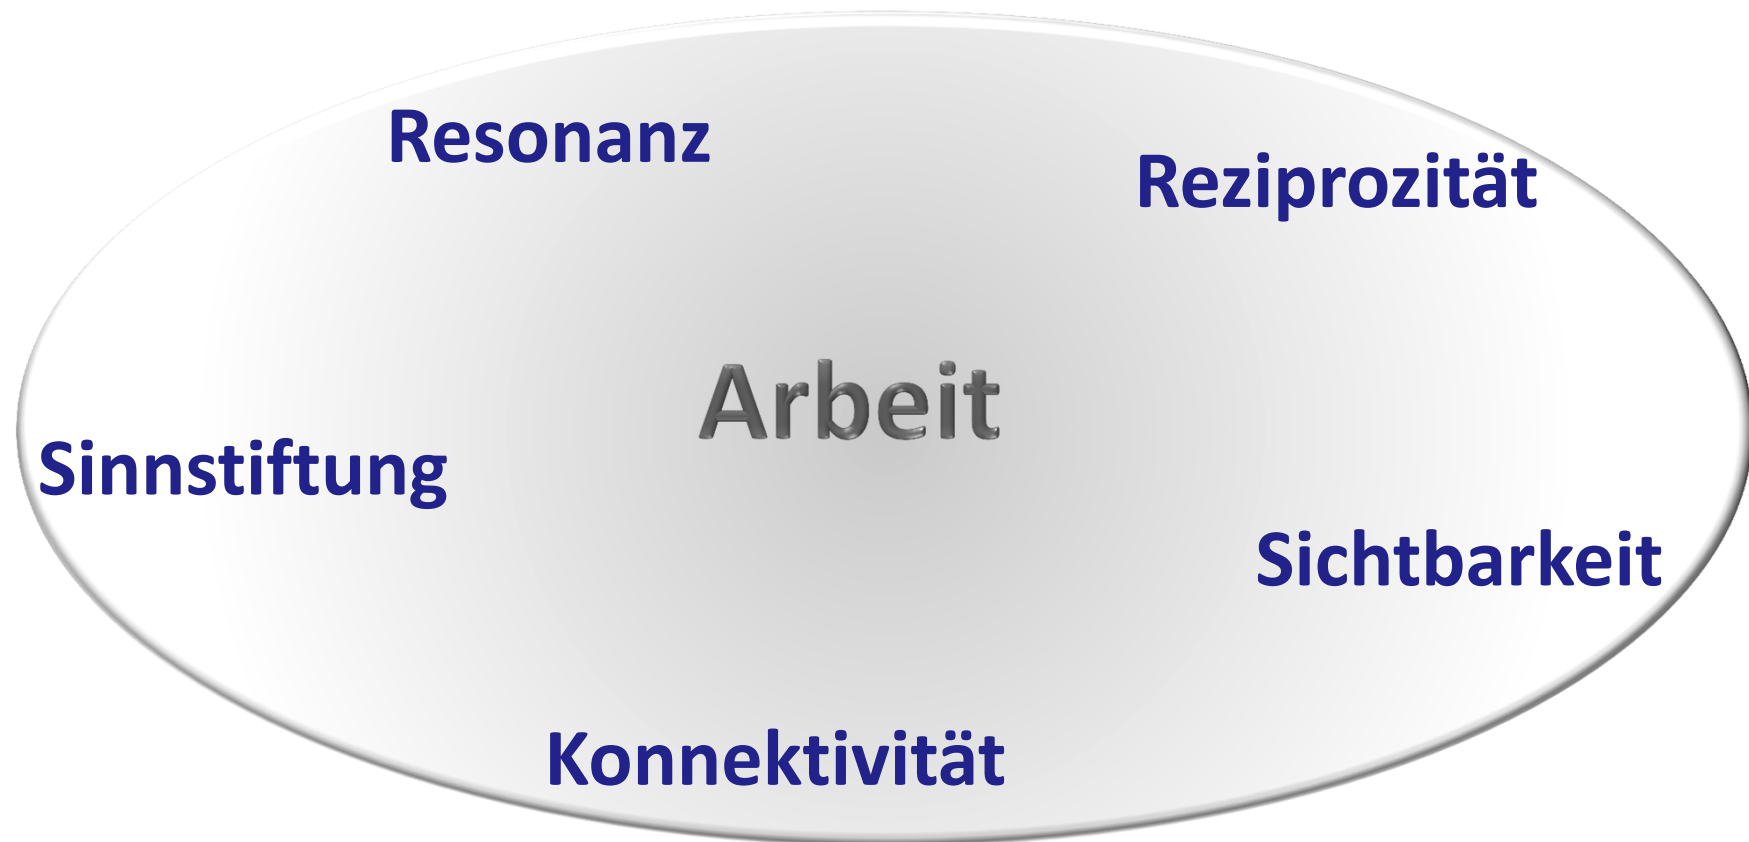 Resonanz
Reziprozität
Arbeit
Sinnstiftung
Sichtbarkeit
Konnektivität